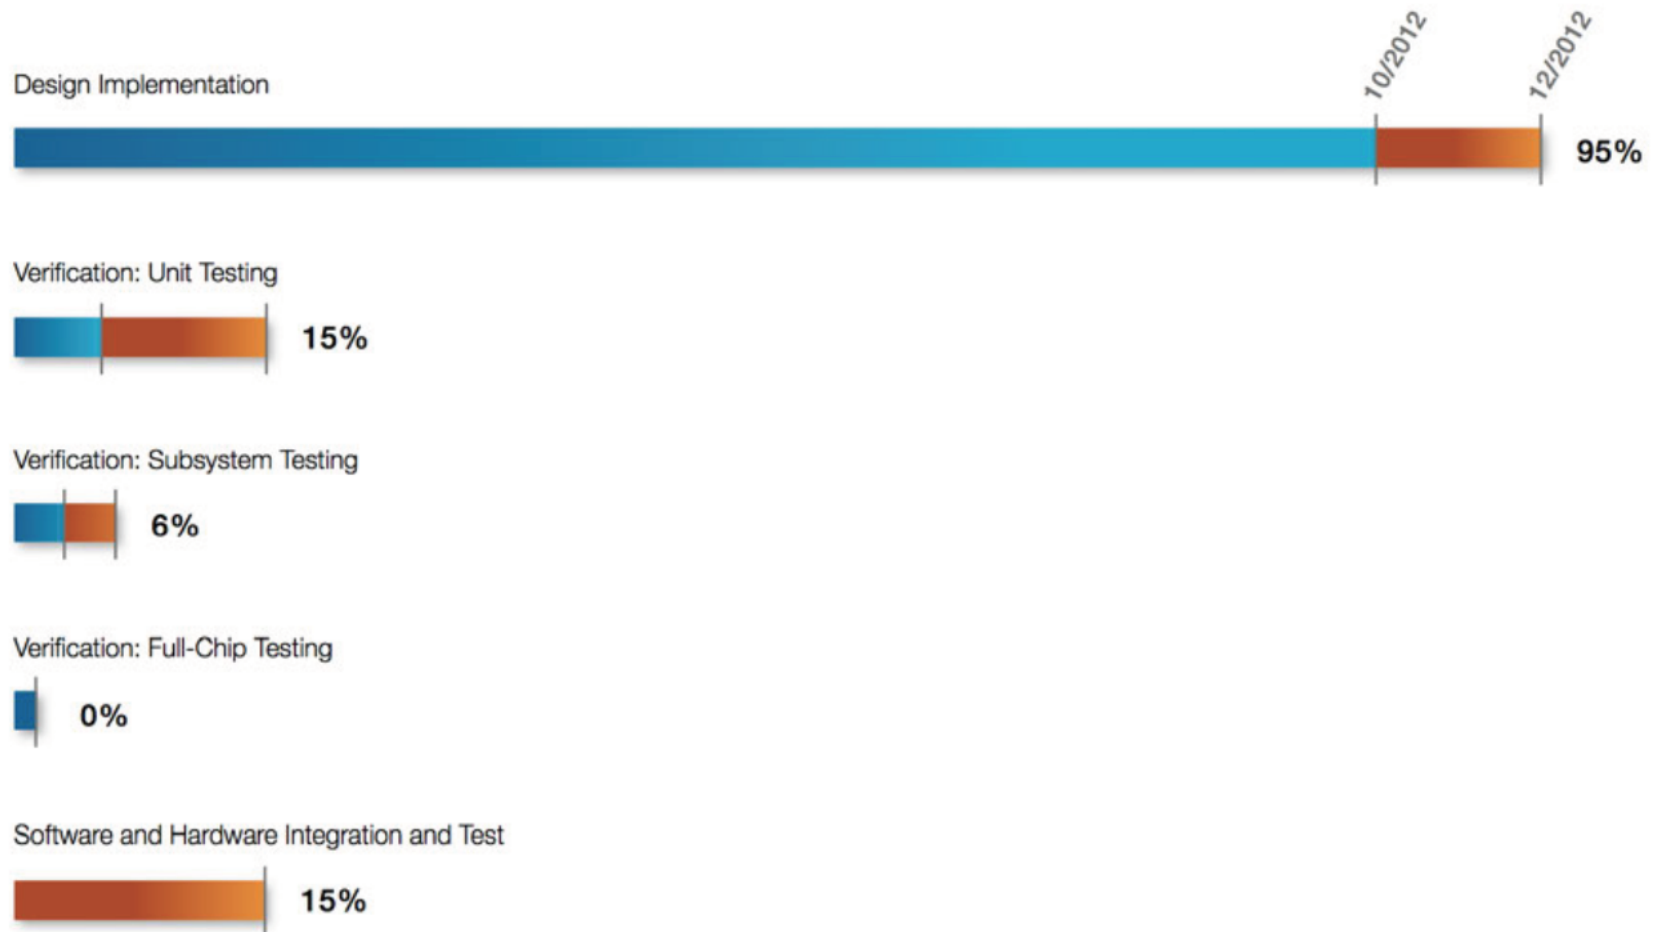 10/2012
12/2012
Design Implementation
95%
Verification: Unit Testing
15%
Verification: Subsystem Testing
6%
Verification: Full-Chip Testing
0%
Software and Hardware Integration and Test
15%